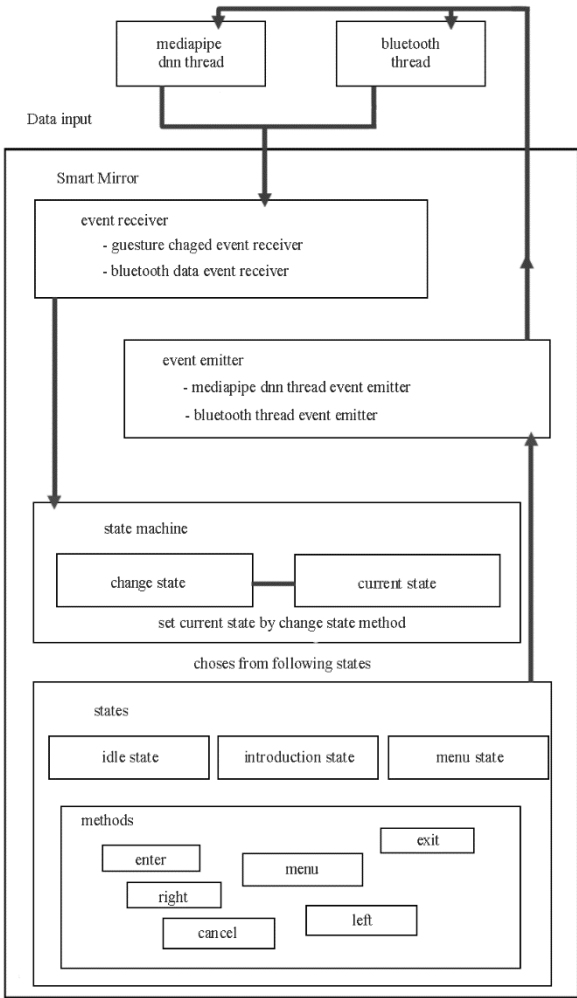 mediapipe
dnn thread
bluetooth
thread
Data input
Smart Mirror
event receiver
- guesture chaged event receiver
- bluetooth data event receiver
event emitter
- mediapipe dnn thread event emitter
- bluetooth thread event emitter
state machine
change state
current state
set current state by change state method
choses from following states
states
idle state
introduction state
menu state
methods
exit
enter
menu
right
left
cancel